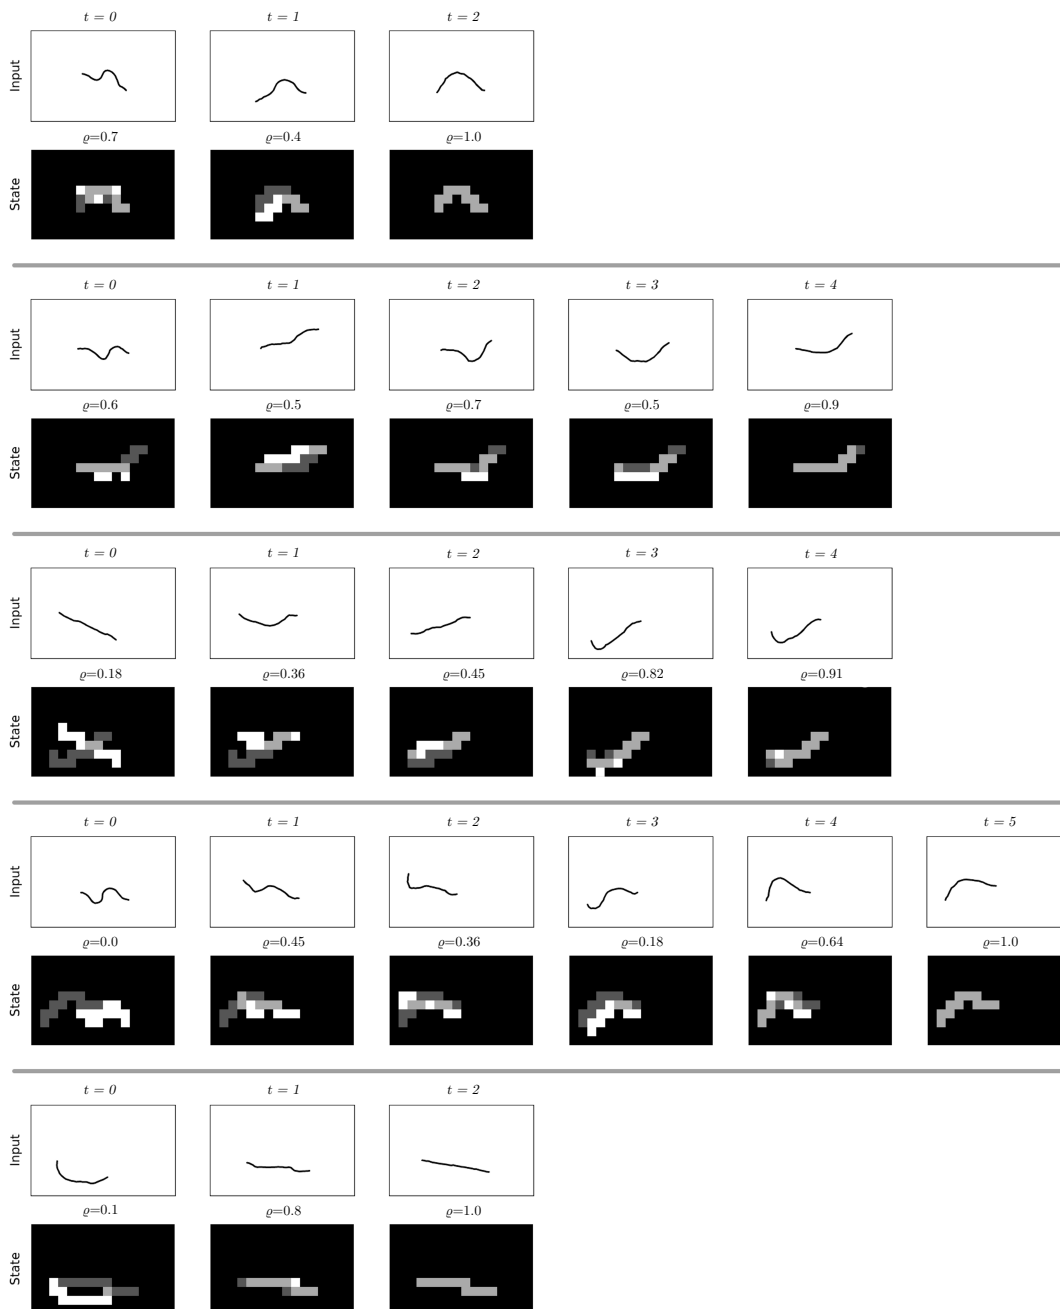 t = 0 t = 1 t = 2
Input
ϱ=0.7 ϱ=0.4 ϱ=1.0
State
t = 0 t = 1 t = 2 t = 3 t = 4
Input
ϱ=0.6 ϱ=0.5 ϱ=0.7 ϱ=0.5 ϱ=0.9
State
t = 0 t = 1 t = 2 t = 3 t = 4
Input
ϱ=0.18 ϱ=0.36 ϱ=0.45 ϱ=0.82 ϱ=0.91
State
t = 0 t = 1 t = 2 t = 3 t = 4 t = 5
Input
ϱ=0.0 ϱ=0.45 ϱ=0.36 ϱ=0.18 ϱ=0.64 ϱ=1.0
State
t = 0 t = 1 t = 2
Input
ϱ=0.1 ϱ=0.8 ϱ=1.0
State